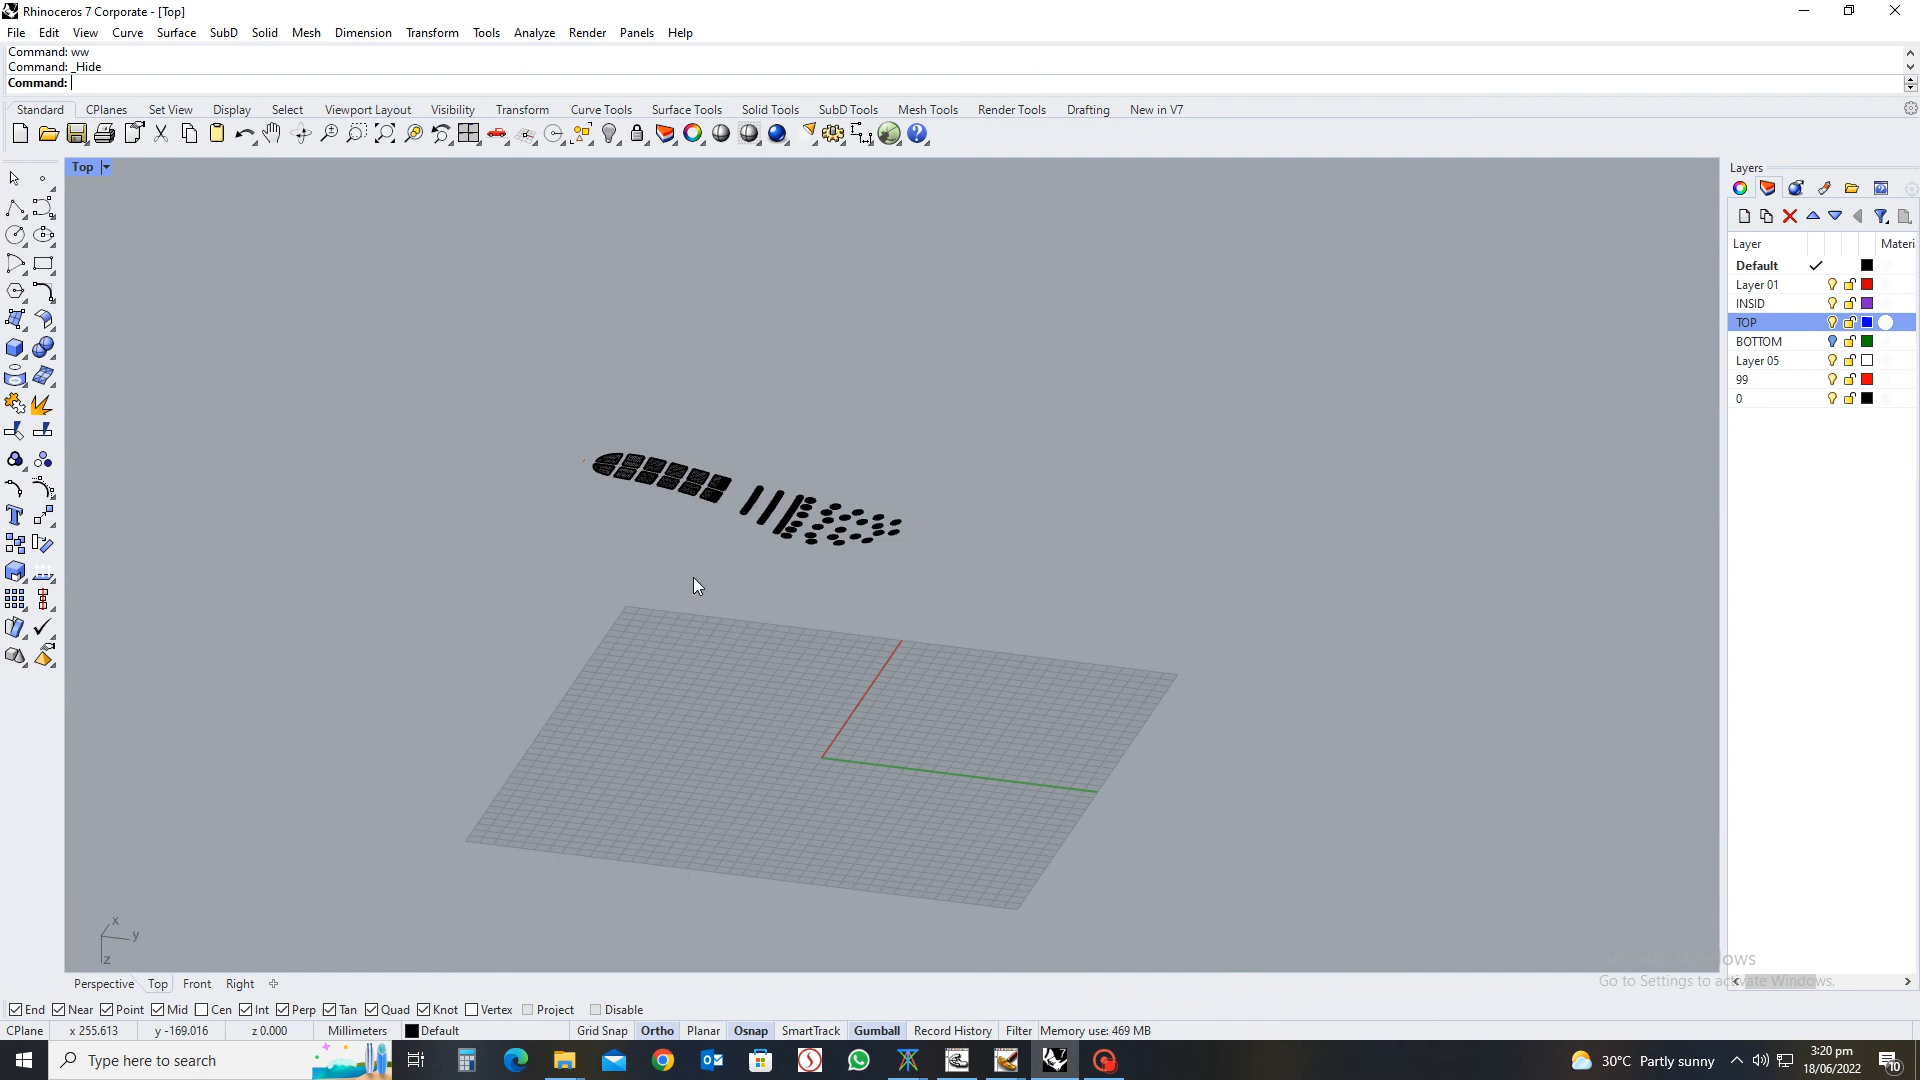 Rhinoceros 7 Corporate - [Top]
File Edit View Curve Surface SubD Solid Mesh Dimension Transform Tools Analyze Render Panels Help
Command: ww
Command: _Hide
Command:
Standard CPlanes Set View Display Select Viewport Layout Visibility Transform Curve Tools Surface Tools Solid Tools SubD Tools Mesh Tools Render Tools Drafting New in V7
Top
Layers
Layer Materi
Default
Layer 01
INSID
TOP
BOTTOM
Layer 05
99
0
x
y
z
Go to Settings to activate Windows.
Perspective Top Front Right
End Near Point Mid Cen Int Perp Tan Quad Knot Vertex Project Disable
CPlane x 255.613 y -169.016 z 0.000 Millimeters Default Grid Snap Ortho Planar Osnap SmartTrack Gumball Record History Filter Memory use: 469 MB
Type here to search
30°C Partly sunny
3:20 pm
18/06/2022
10